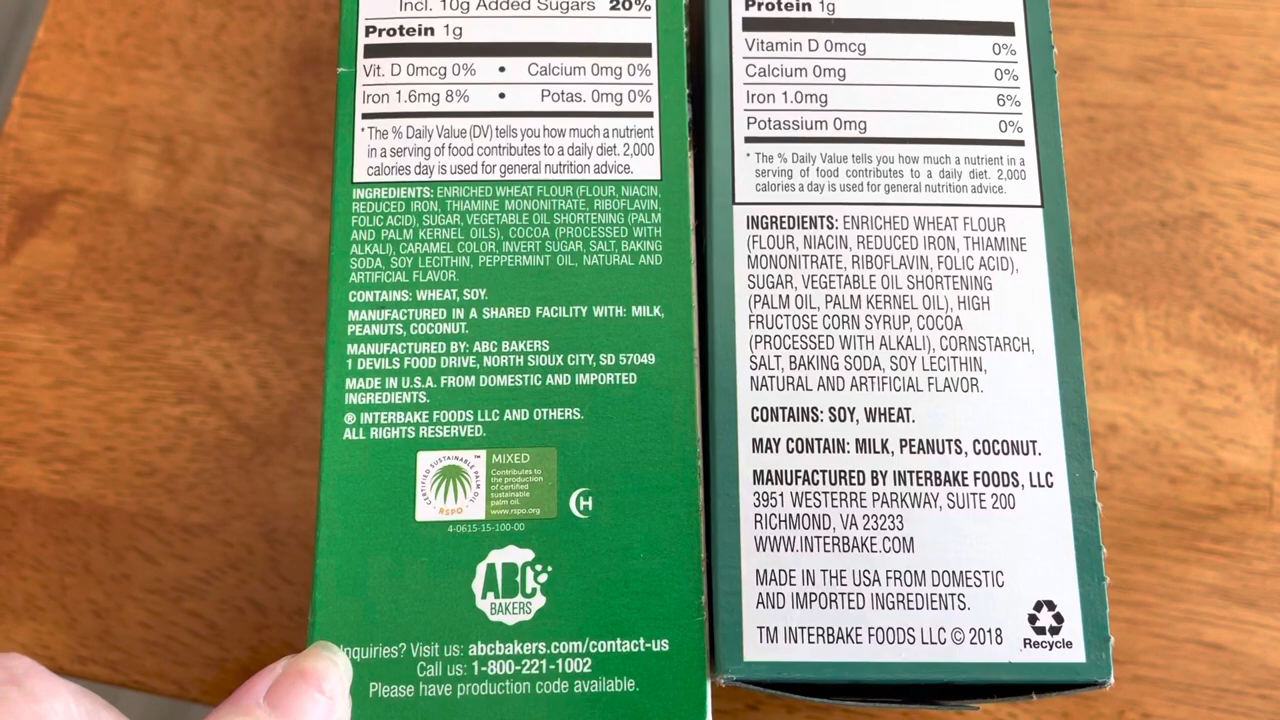 Incl. 10g Added Sugars 20%
Protein 1g
Vit. D 0mcg 0% • Calcium 0mg 0%
Iron 1.6mg 8% • Potas. 0mg 0%
* The % Daily Value (DV) tells you how much a nutrient
in a serving of food contributes to a daily diet. 2,000
calories day is used for general nutrition advice.
INGREDIENTS: ENRICHED WHEAT FLOUR (FLOUR, NIACIN,
REDUCED IRON, THIAMINE MONONITRATE, RIBOFLAVIN,
FOLIC ACID), SUGAR, VEGETABLE OIL SHORTENING (PALM
AND PALM KERNEL OILS), COCOA (PROCESSED WITH
ALKALI), CARAMEL COLOR, INVERT SUGAR, SALT, BAKING
SODA, SOY LECITHIN, PEPPERMINT OIL, NATURAL AND
ARTIFICIAL FLAVOR.
CONTAINS: WHEAT, SOY.
MANUFACTURED IN A SHARED FACILITY WITH: MILK,
PEANUTS, COCONUT.
MANUFACTURED BY: ABC BAKERS
1 DEVILS FOOD DRIVE, NORTH SIOUX CITY, SD 57049
MADE IN U.S.A. FROM DOMESTIC AND IMPORTED
INGREDIENTS.
® INTERBAKE FOODS LLC AND OTHERS.
ALL RIGHTS RESERVED.
CERTIFIED SUSTAINABLE PALM OIL
RSPO
TM
MIXED
Contributes to
the production
of certified
sustainable
palm oil.
www.rspo.org
4-0615-15-100-00
CH
ABC
BAKERS
nquiries? Visit us: abcbakers.com/contact-us
Call us: 1-800-221-1002
Please have production code available.
Protein 1g
Vitamin D 0mcg 0%
Calcium 0mg 0%
Iron 1.0mg 6%
Potassium 0mg 0%
* The % Daily Value tells you how much a nutrient in a
serving of food contributes to a daily diet. 2,000
calories a day is used for general nutrition advice.
INGREDIENTS: ENRICHED WHEAT FLOUR
(FLOUR, NIACIN, REDUCED IRON, THIAMINE
MONONITRATE, RIBOFLAVIN, FOLIC ACID),
SUGAR, VEGETABLE OIL SHORTENING
(PALM OIL, PALM KERNEL OIL), HIGH
FRUCTOSE CORN SYRUP, COCOA
(PROCESSED WITH ALKALI), CORNSTARCH,
SALT, BAKING SODA, SOY LECITHIN,
NATURAL AND ARTIFICIAL FLAVOR.
CONTAINS: SOY, WHEAT.
MAY CONTAIN: MILK, PEANUTS, COCONUT.
MANUFACTURED BY INTERBAKE FOODS, LLC
3951 WESTERRE PARKWAY, SUITE 200
RICHMOND, VA 23233
WWW.INTERBAKE.COM
MADE IN THE USA FROM DOMESTIC
AND IMPORTED INGREDIENTS.
TM INTERBAKE FOODS LLC © 2018
Recycle